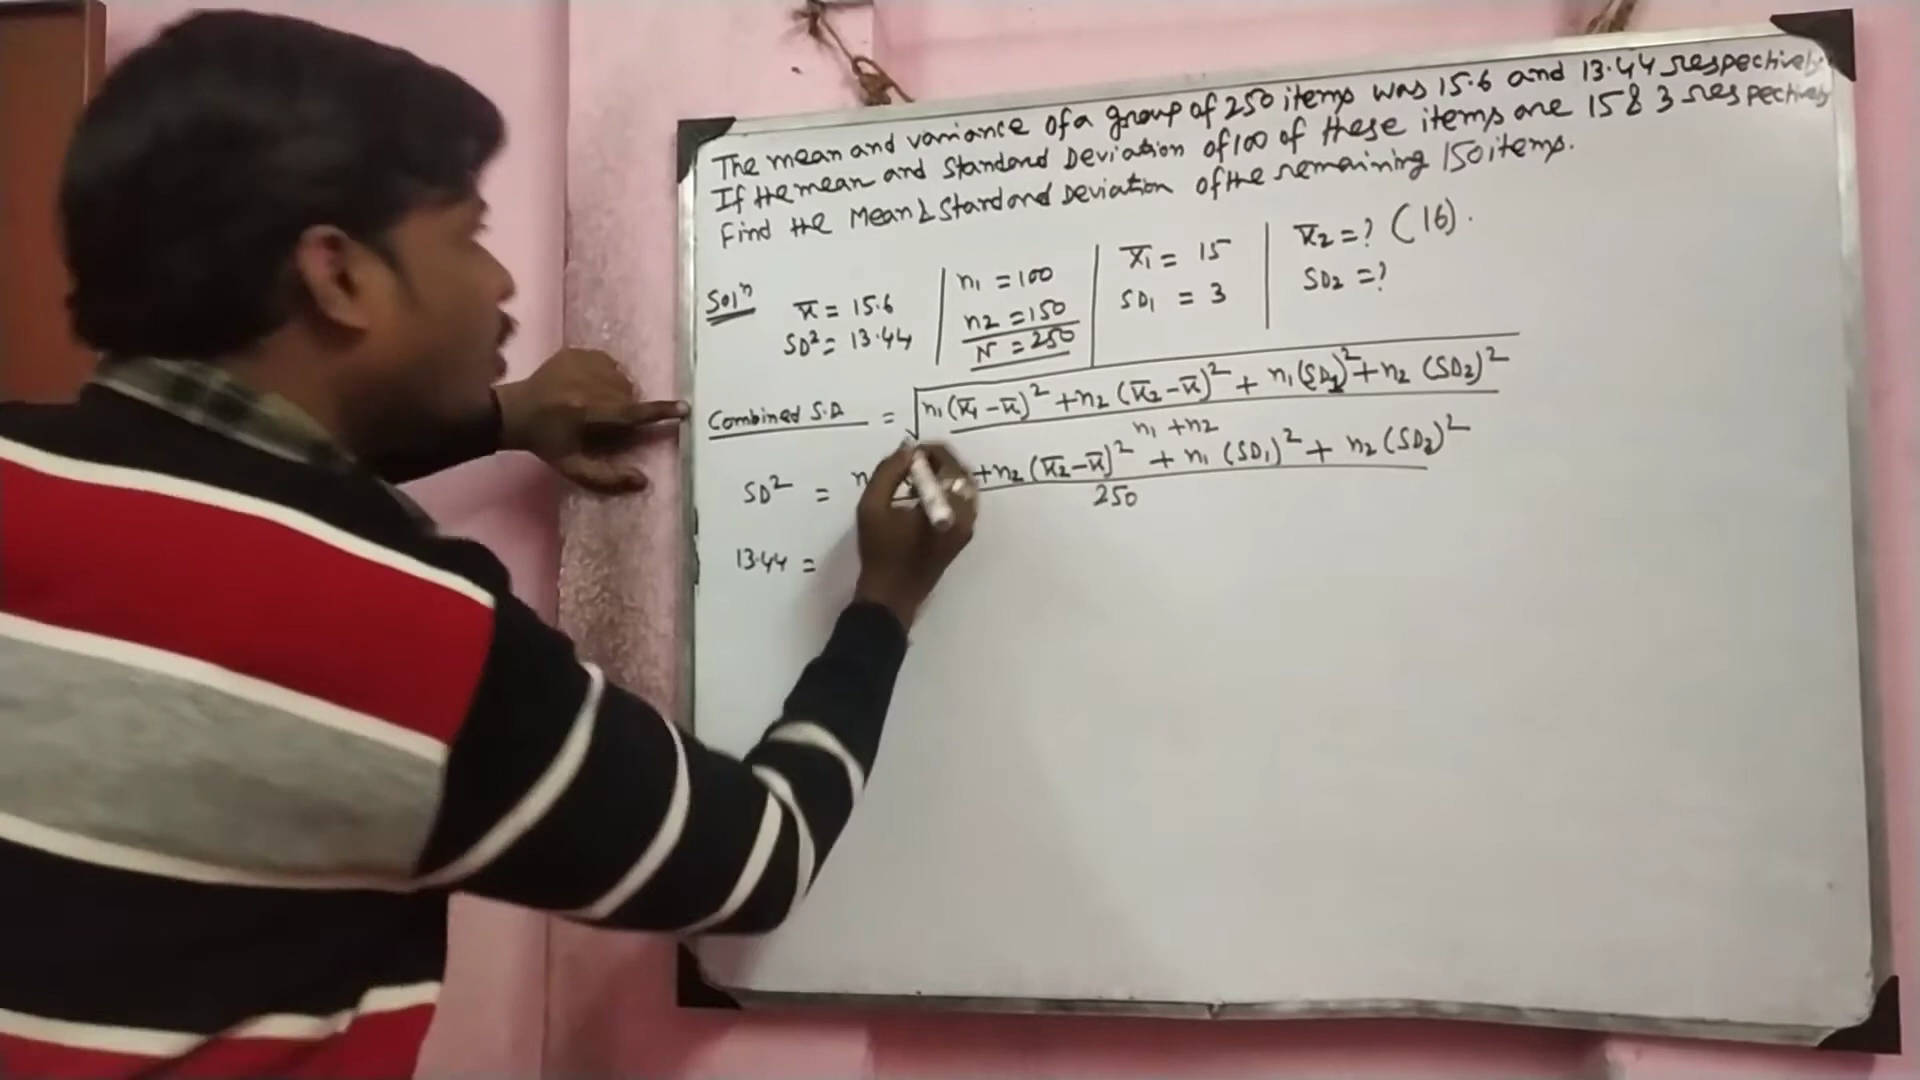 The mean and variance of a group of 250 items was 15.6 and 13.44 respectively
If the mean and Standard Deviation of 100 of these items are 15 & 3 respectively
Find the Mean & Standard Deviation of the remaining 150 items.
Solⁿ
x̄ = 15.6
SD² = 13.44
n₁ = 100
n₂ = 150
N = 250
x̄₁ = 15
SD₁ = 3
x̄₂ = ? (16).
SD₂ = ?
Combined S.D = √ n₁(x̄₁ - x̄)² + n₂(x̄₂ - x̄)² + n₁(SD₁)² + n₂(SD₂)²
n₁ + n₂
SD² = n + n₂(x̄₂ - x̄)² + n₁(SD₁)² + n₂(SD₂)²
250
13.44 =